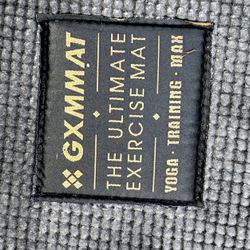 GXMMAT
THE ULTIMATE
EXERCISE MAT
YOGA · TRAINING · MAX